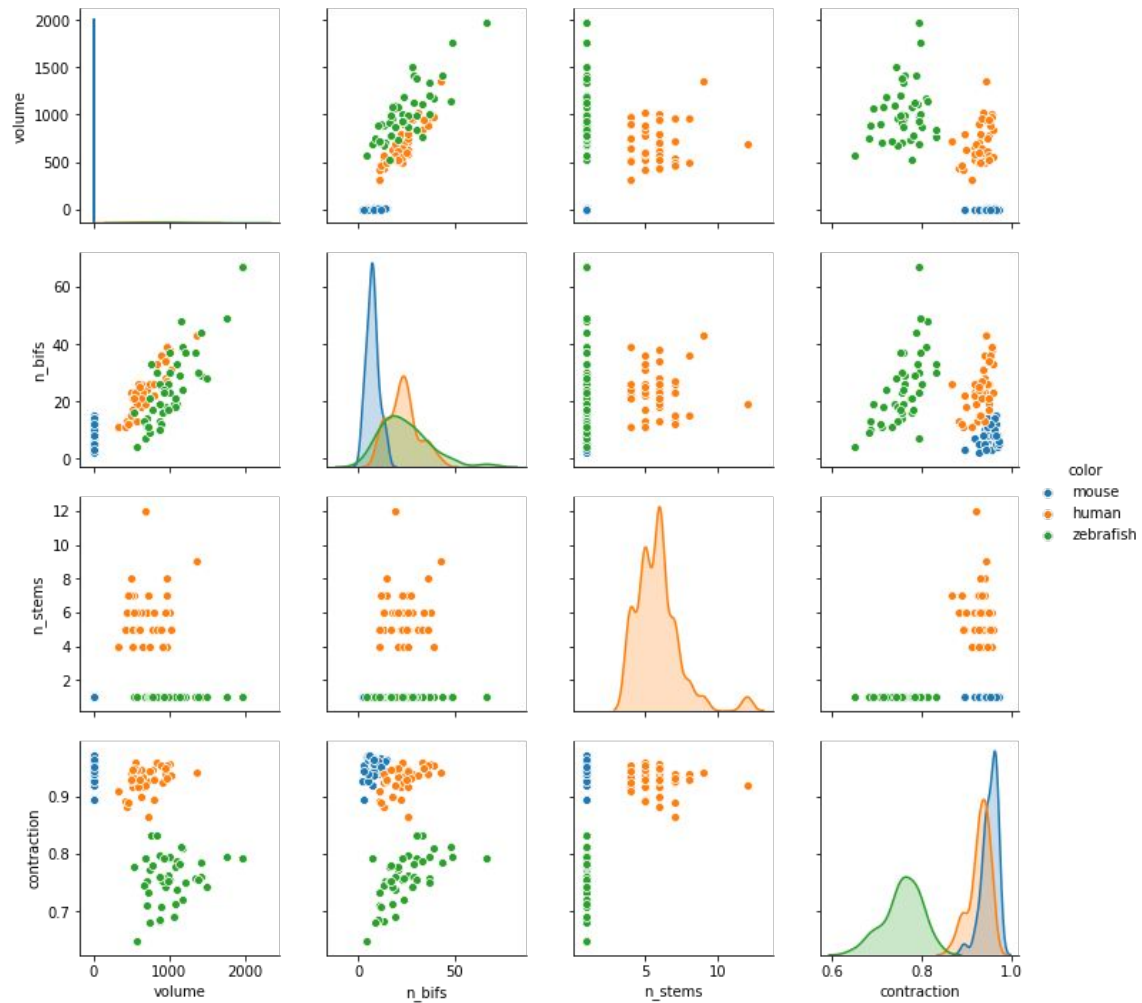 2000
1500
1000
500
0
volume
60
40
20
0
n_bifs
color
mouse
human
zebrafish
12
10
8
6
4
2
n_stems
0.9
0.8
0.7
contraction
0 1000 2000
volume
0 50
n_bifs
5 10
n_stems
0.6 0.8 1.0
contraction